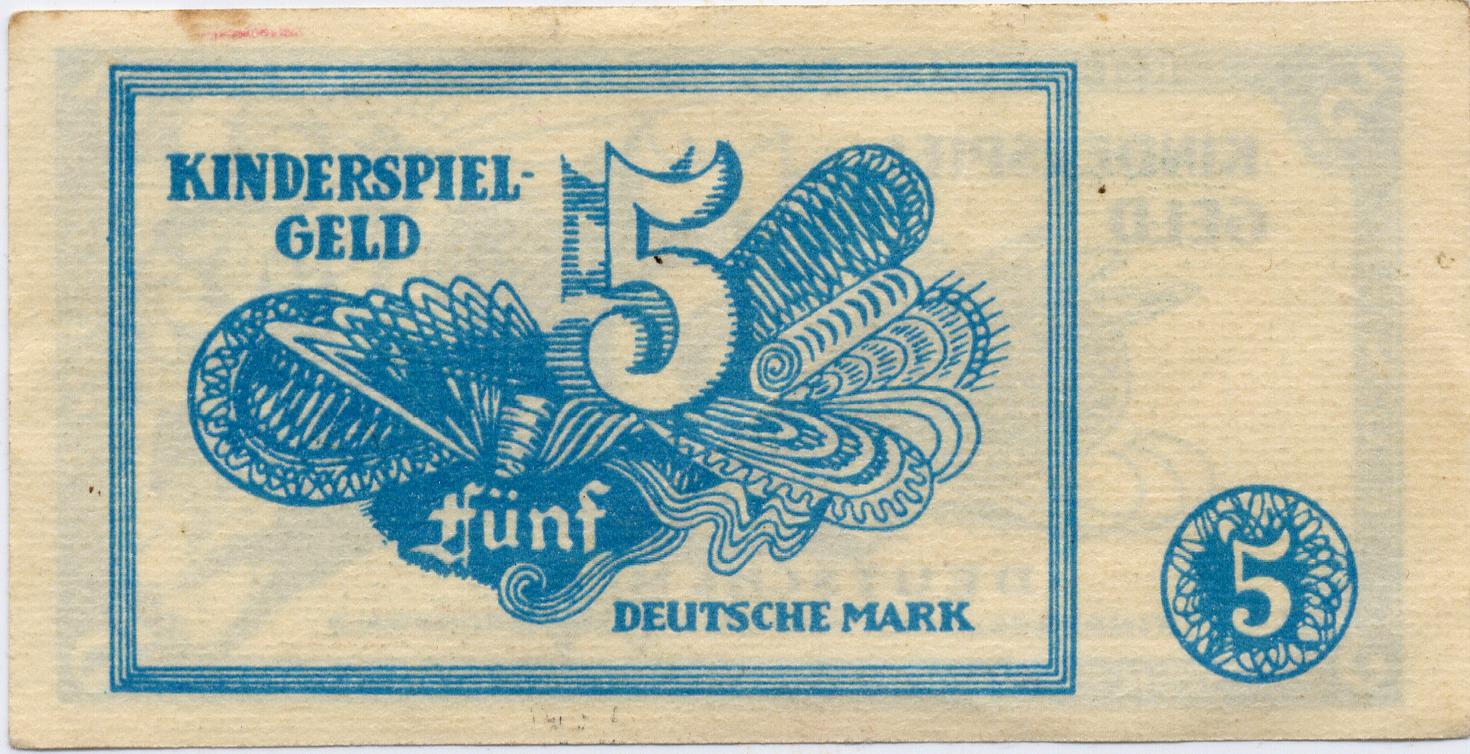 KINDERSPIEL-
GELD
5
fünf
DEUTSCHE MARK
5